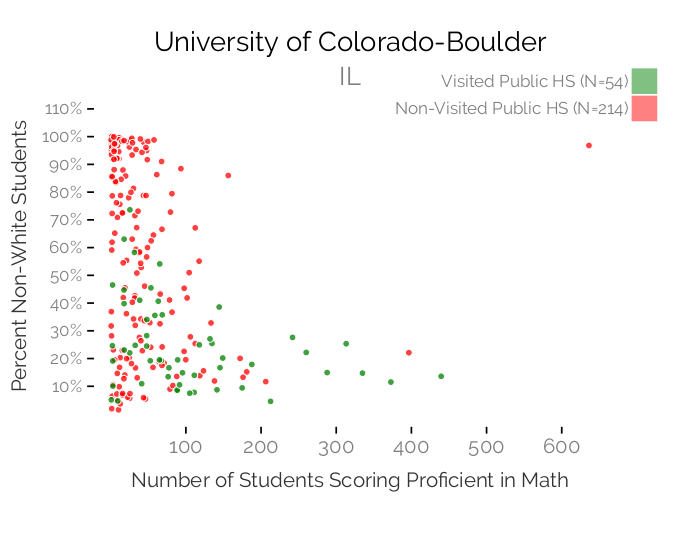 University of Colorado-Boulder
IL
Visited Public HS (N=54)
Non-Visited Public HS (N=214)
Percent Non-White Students
110%
100%
90%
80%
70%
60%
50%
40%
30%
20%
10%
100 200 300 400 500 600
Number of Students Scoring Proficient in Math